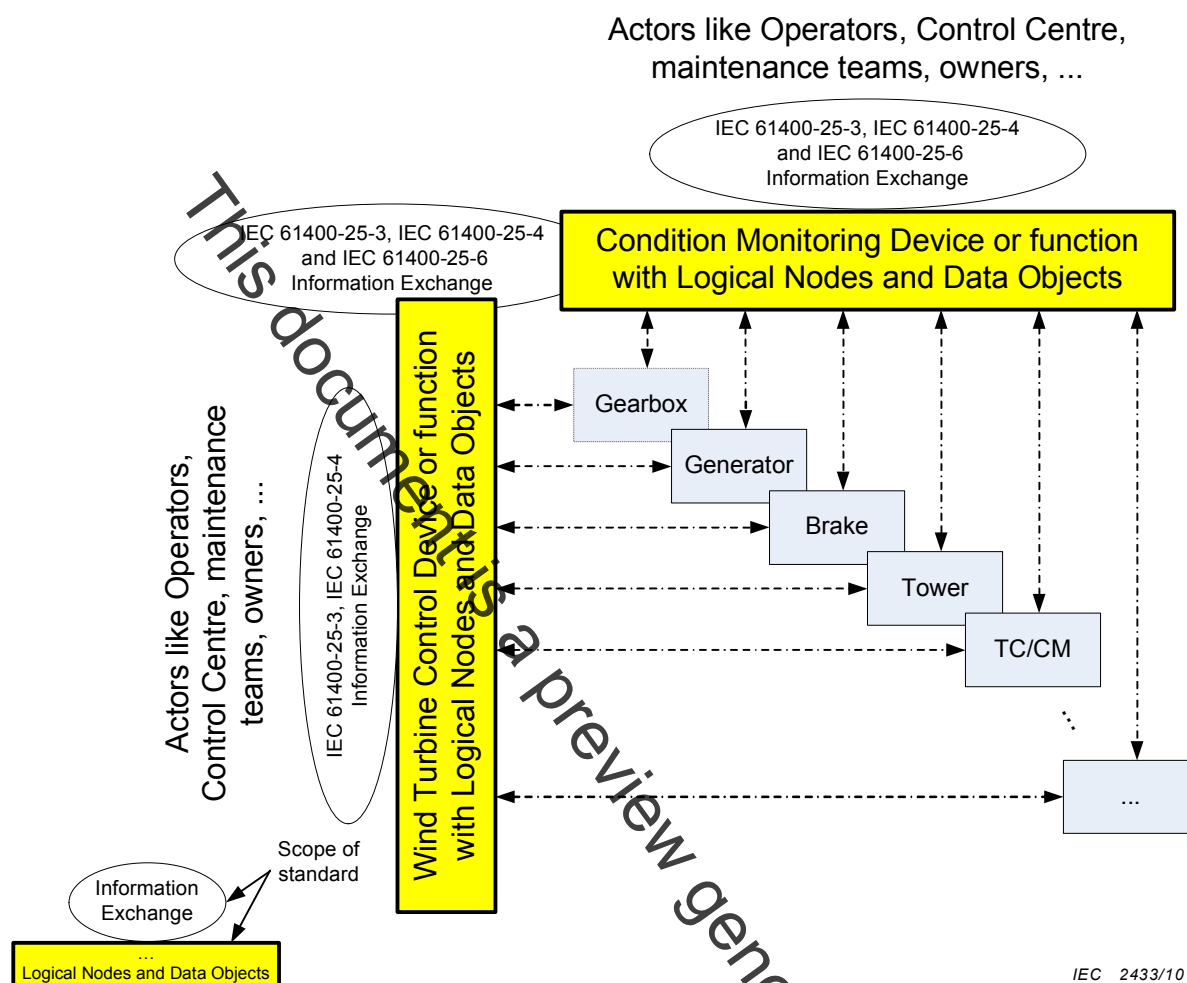 Actors like Operators, Control Centre,
maintenance teams, owners, ...
IEC 61400-25-3, IEC 61400-25-4
and IEC 61400-25-6
Information Exchange
IEC 61400-25-3, IEC 61400-25-4
and IEC 61400-25-6
Information Exchange
Condition Monitoring Device or function
with Logical Nodes and Data Objects
Actors like Operators,
Control Centre, maintenance
teams, owners, ...
IEC 61400-25-3, IEC 61400-25-4
Information Exchange
Wind Turbine Control Device or function
with Logical Nodes and Data Objects
Gearbox
Generator
Brake
Tower
TC/CM
...
...
Scope of
standard
Information
Exchange
...
Logical Nodes and Data Objects
IEC 2433/10
This document is a preview gene